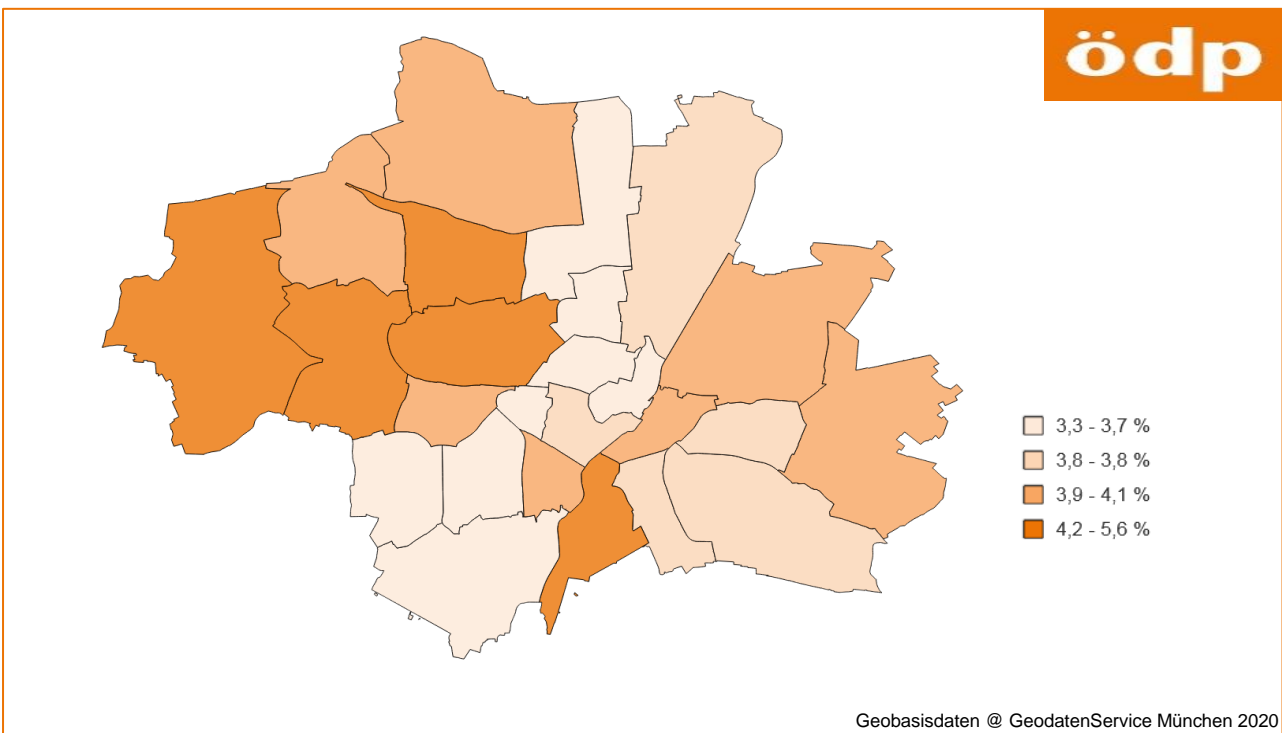 ödp
3,3 - 3,7 %
3,8 - 3,8 %
3,9 - 4,1 %
4,2 - 5,6 %
Geobasisdaten @ GeodatenService München 2020